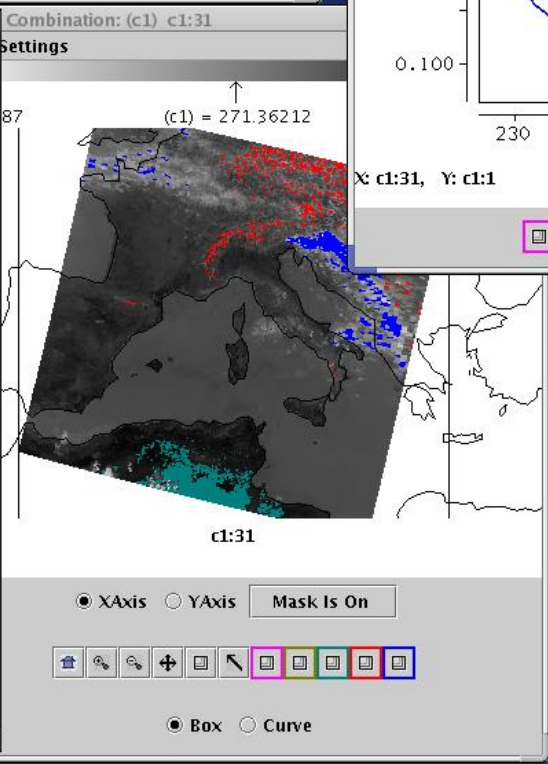 Combination: (c1) c1:31
Settings
87
(c1) = 271.36212
0.100
230
X: c1:31, Y: c1:1
c1:31
XAxis YAxis Mask Is On
Box Curve